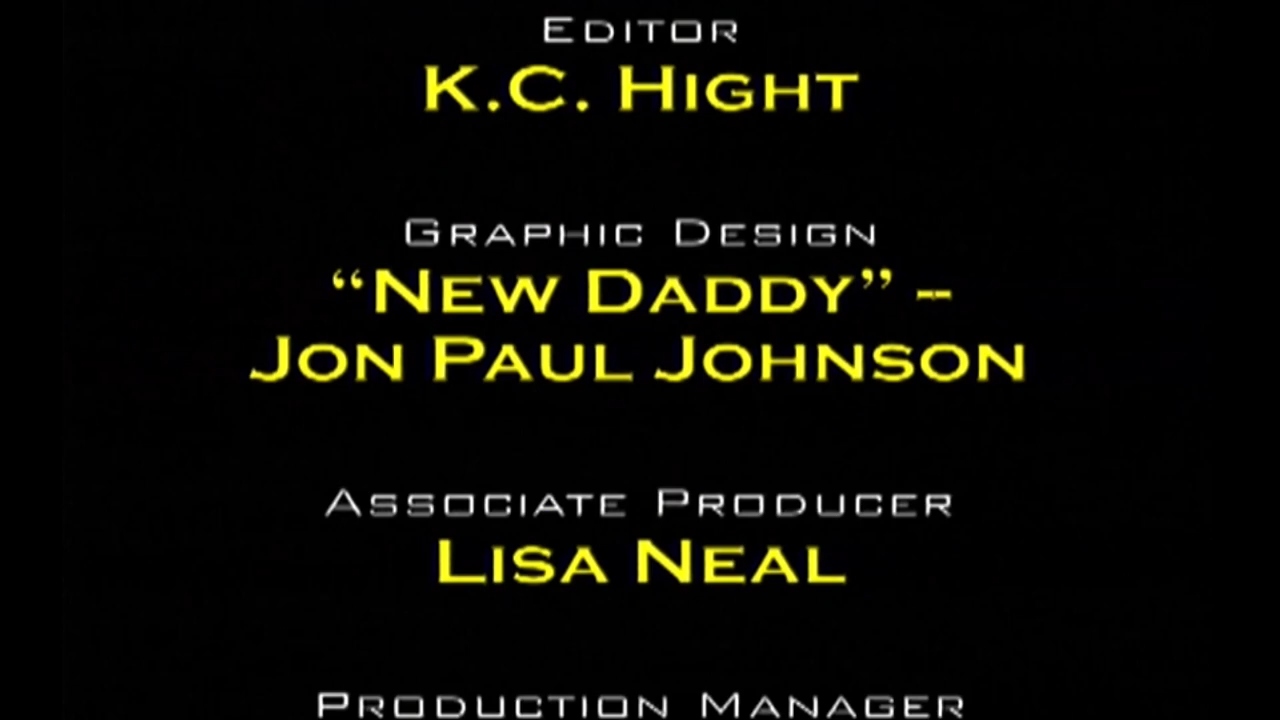 EDITOR
K.C. HIGHT
GRAPHIC DESIGN
“NEW DADDY” –
JON PAUL JOHNSON
ASSOCIATE PRODUCER
LISA NEAL
PRODUCTION MANAGER